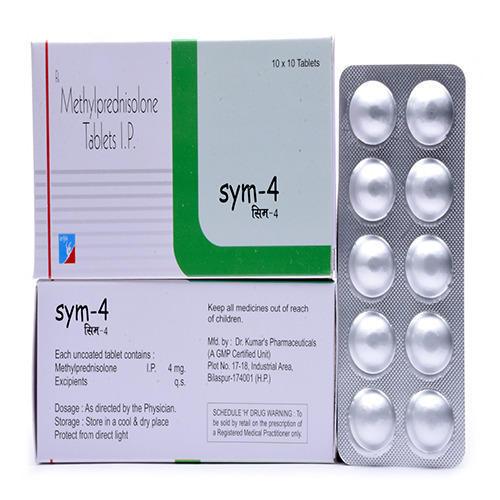 10 x 10 Tablets
Rx
Methylprednisolone
Tablets I.P.
sym-4
सिम-4
sym-4
सिम-4
Each uncoated tablet contains :
Methylprednisolone I.P. 4 mg.
Excipients q.s.
Dosage : As directed by the Physician.
Storage : Store in a cool & dry place
Protect from direct light
Keep all medicines out of reach
of children.
Mfd. by : Dr. Kumar's Pharmaceuticals
(A GMP Certified Unit)
Plot No. 17-18, Industrial Area,
Bilaspur-174001 (H.P.)
SCHEDULE 'H' DRUG WARNING : To
be sold by retail on the prescription of
a Registered Medical Practitioner only.